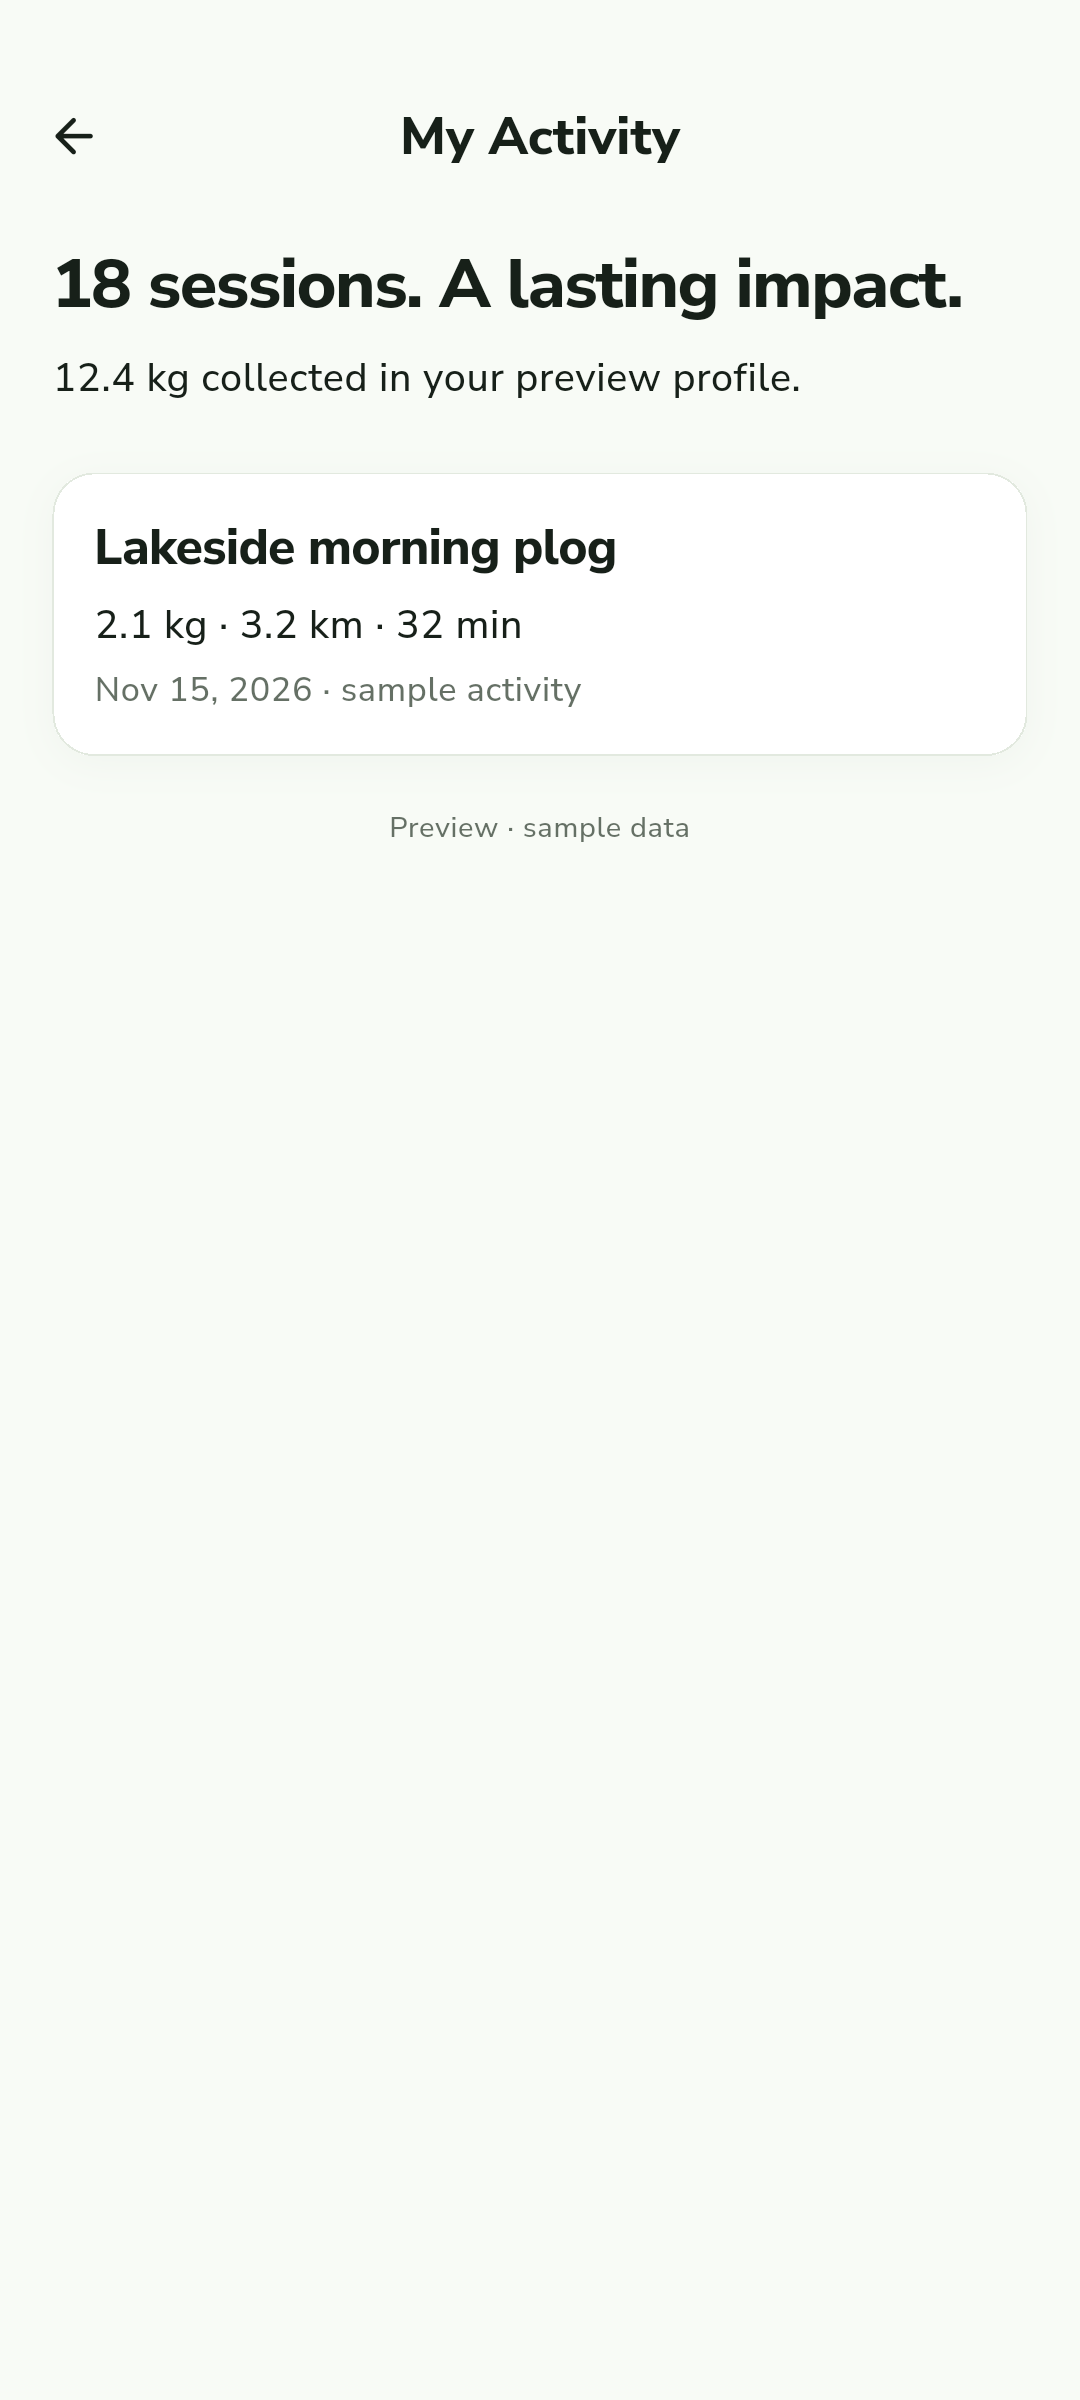 My Activity
18 sessions. A lasting impact.
12.4 kg collected in your preview profile.
Lakeside morning plog
2.1 kg · 3.2 km · 32 min
Nov 15, 2026 · sample activity
Preview · sample data